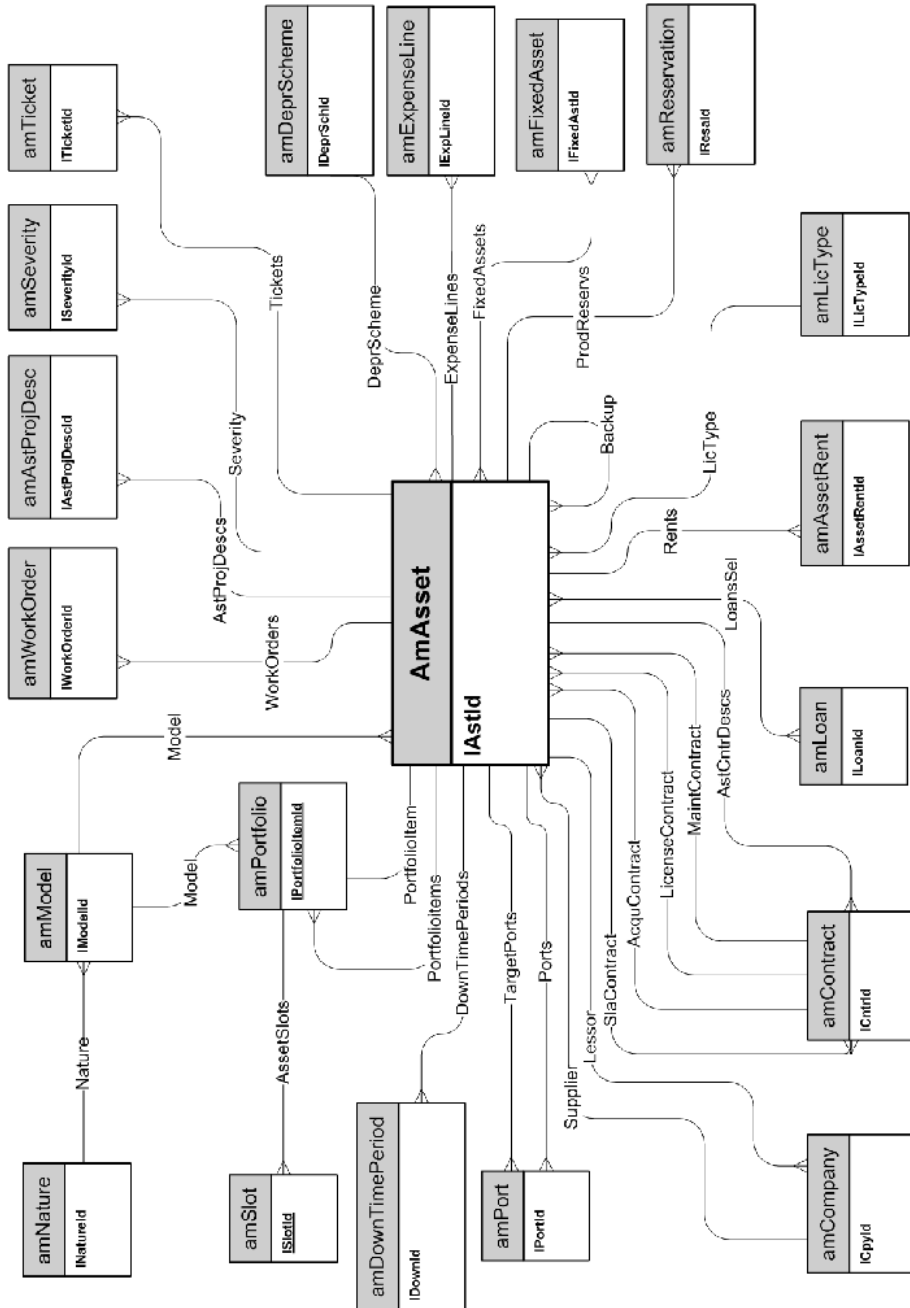 amTicket
lTicketId
amSeverity
lSeverityId
amAstProjDesc
lAstProjDescId
amWorkOrder
lWorkOrderId
amModel
lModelId
amNature
lNatureId
amPortfolio
lPortfolioItemId
amSlot
lSlotId
amDownTimePeriod
lDownId
amPort
lPortId
amCompany
lCpyId
amContract
lCntrId
amLoan
lLoanId
amAssetRent
lAssetRentId
amLicType
lLicTypeId
amReservation
lResaId
amFixedAsset
lFixedAstId
amExpenseLine
lExpLineId
amDeprScheme
lDeprSchId
AmAsset
lAstId
Tickets
Severity
AstProjDescs
WorkOrders
Model
Model
Nature
AssetSlots
PortfolioItem
PortfolioItems
DownTimePeriods
TargetPorts
Ports
Supplier
Lessor
SlaContract
AcquContract
LicenseContract
MaintContract
AstCntrDescs
LoansSel
Rents
LicType
Backup
ProdReservs
FixedAssets
ExpenseLines
DeprScheme